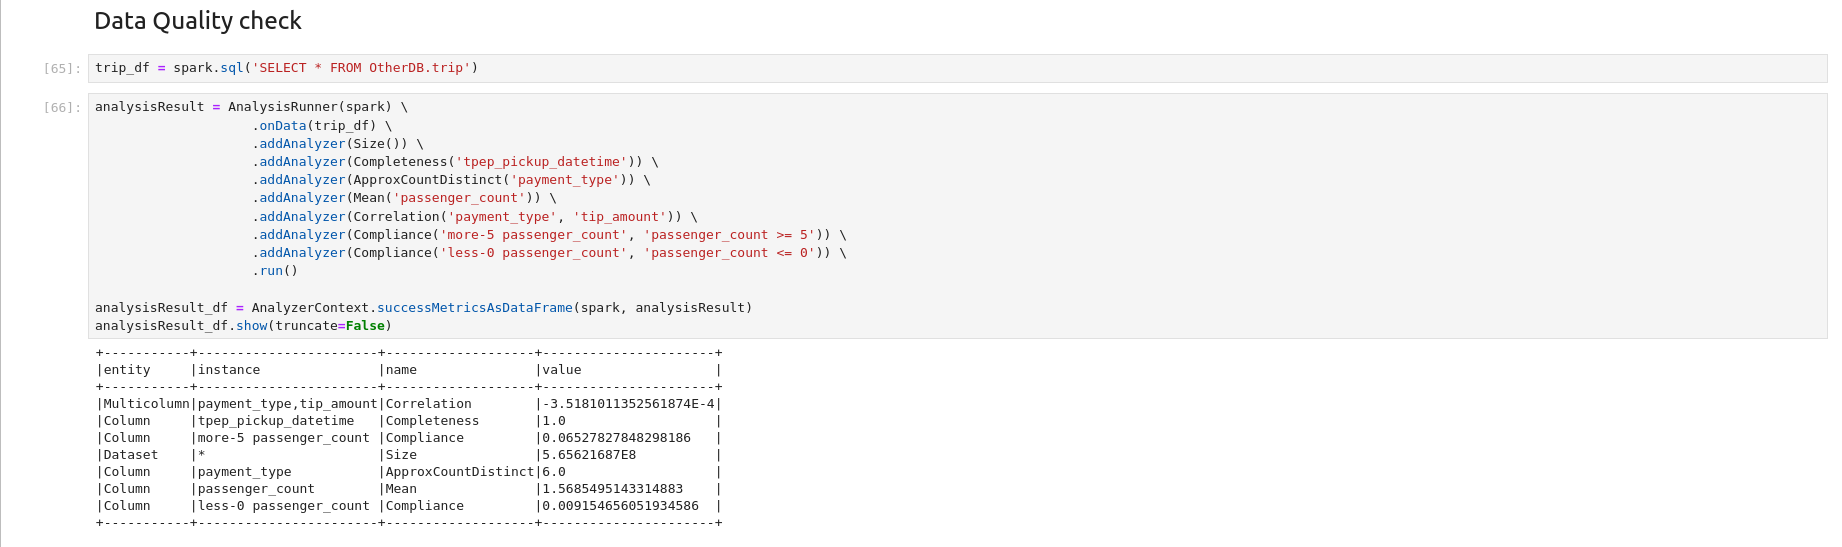 Data Quality check
[65]: trip_df = spark.sql('SELECT * FROM OtherDB.trip')
[66]: analysisResult = AnalysisRunner(spark) \
                    .onData(trip_df) \
                    .addAnalyzer(Size()) \
                    .addAnalyzer(Completeness('tpep_pickup_datetime')) \
                    .addAnalyzer(ApproxCountDistinct('payment_type')) \
                    .addAnalyzer(Mean('passenger_count')) \
                    .addAnalyzer(Correlation('payment_type', 'tip_amount')) \
                    .addAnalyzer(Compliance('more-5 passenger_count', 'passenger_count >= 5')) \
                    .addAnalyzer(Compliance('less-0 passenger_count', 'passenger_count <= 0')) \
                    .run()
analysisResult_df = AnalyzerContext.successMetricsAsDataFrame(spark, analysisResult)
analysisResult_df.show(truncate=False)
+-----------+-----------------------+-------------------+----------------------+
|entity     |instance               |name               |value                 |
+-----------+-----------------------+-------------------+----------------------+
|Multicolumn|payment_type,tip_amount|Correlation        |-3.5181011352561874E-4|
|Column     |tpep_pickup_datetime   |Completeness       |1.0                   |
|Column     |more-5 passenger_count |Compliance         |0.06527827848298186   |
|Dataset    |*                      |Size               |5.65621687E8          |
|Column     |payment_type           |ApproxCountDistinct|6.0                   |
|Column     |passenger_count        |Mean               |1.5685495143314883    |
|Column     |less-0 passenger_count |Compliance         |0.009154656051934586  |
+-----------+-----------------------+-------------------+----------------------+